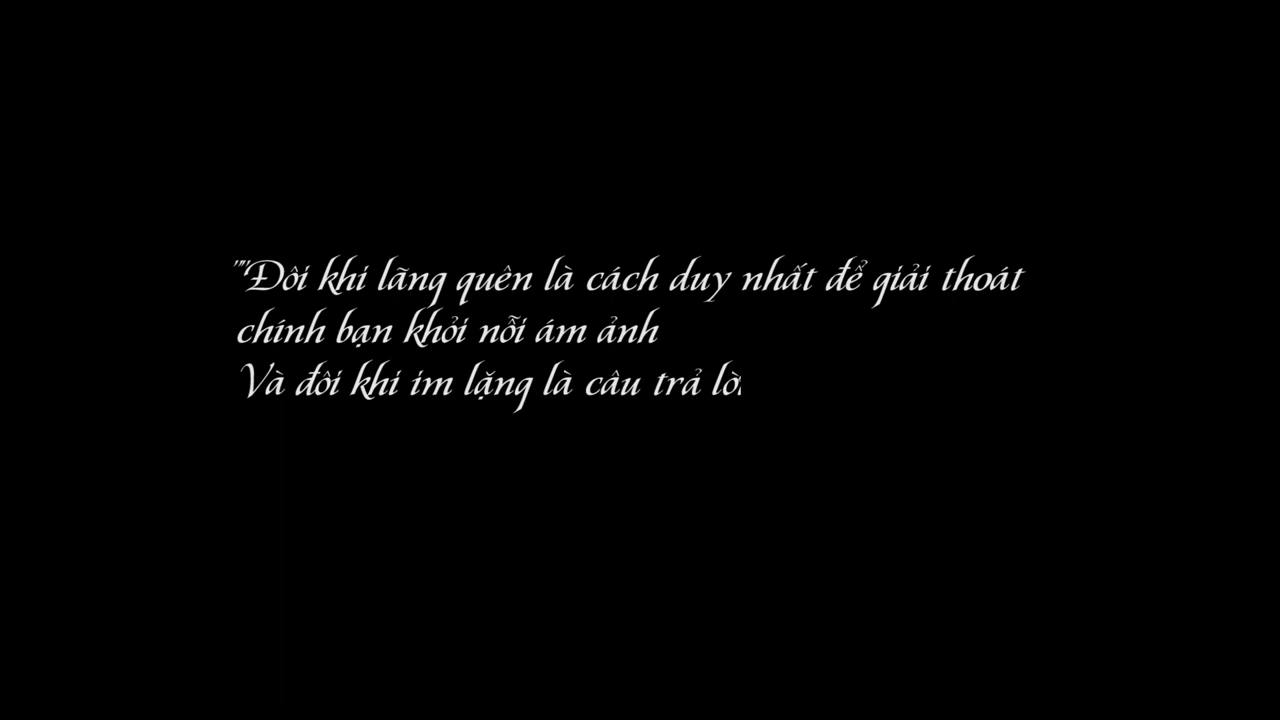 ""Đôi khi lãng quên là cách duy nhất để giải thoát
chính bạn khỏi nỗi ám ảnh
Và đôi khi im lặng là câu trả lời